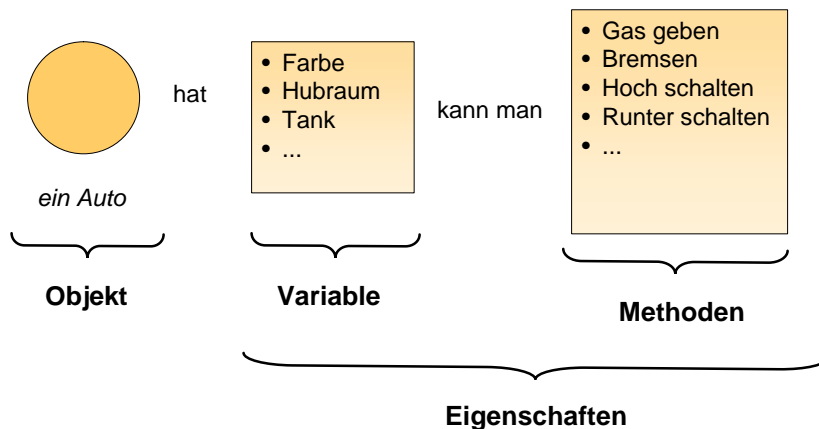 ein Auto
hat
• Farbe
• Hubraum
• Tank
• ...
kann man
• Gas geben
• Bremsen
• Hoch schalten
• Runter schalten
• ...
Objekt
Variable
Methoden
Eigenschaften